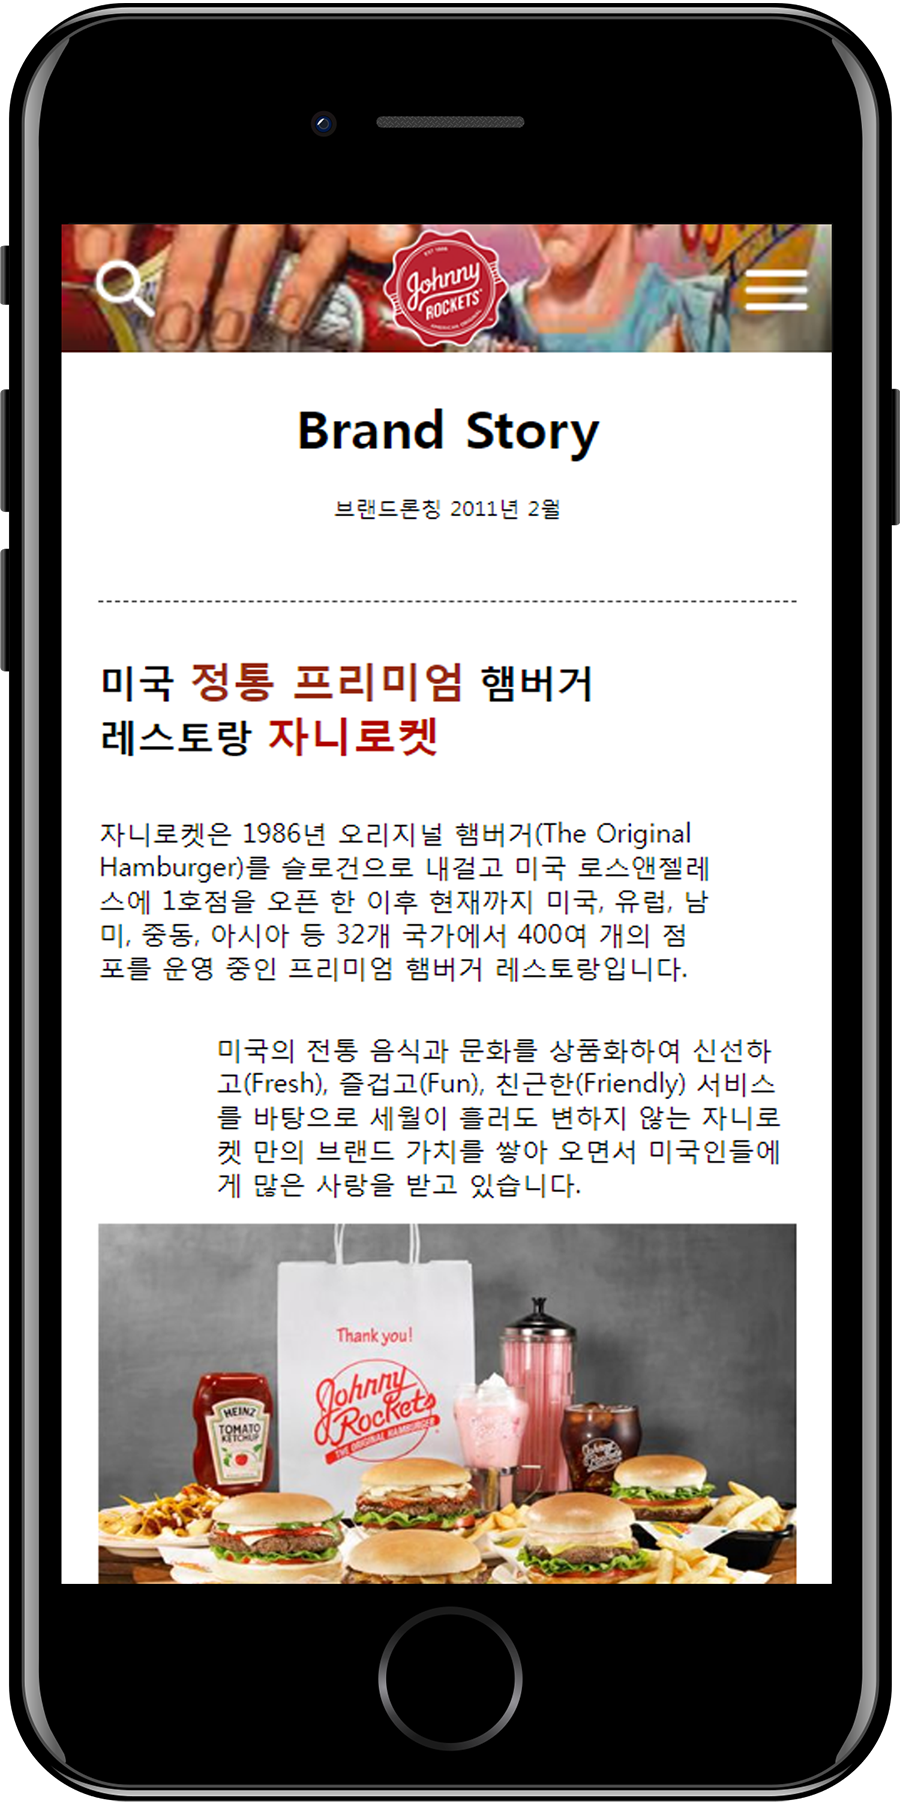 EST 1986
Johnny
ROCKETS
AMERICAN ORIGINAL
Brand Story
브랜드론칭 2011년 2월
미국 정통 프리미엄 햄버거
레스토랑 자니로켓
자니로켓은 1986년 오리지널 햄버거(The Original
Hamburger)를 슬로건으로 내걸고 미국 로스앤젤레
스에 1호점을 오픈 한 이후 현재까지 미국, 유럽, 남
미, 중동, 아시아 등 32개 국가에서 400여 개의 점
포를 운영 중인 프리미엄 햄버거 레스토랑입니다.
미국의 전통 음식과 문화를 상품화하여 신선하
고(Fresh), 즐겁고(Fun), 친근한(Friendly) 서비스
를 바탕으로 세월이 흘러도 변하지 않는 자니로
켓 만의 브랜드 가치를 쌓아 오면서 미국인들에
게 많은 사랑을 받고 있습니다.
Thank you!
Johnny
Rockets
THE ORIGINAL HAMBURGER
HEINZ
TOMATO
KETCHUP
Johnny
Rockets